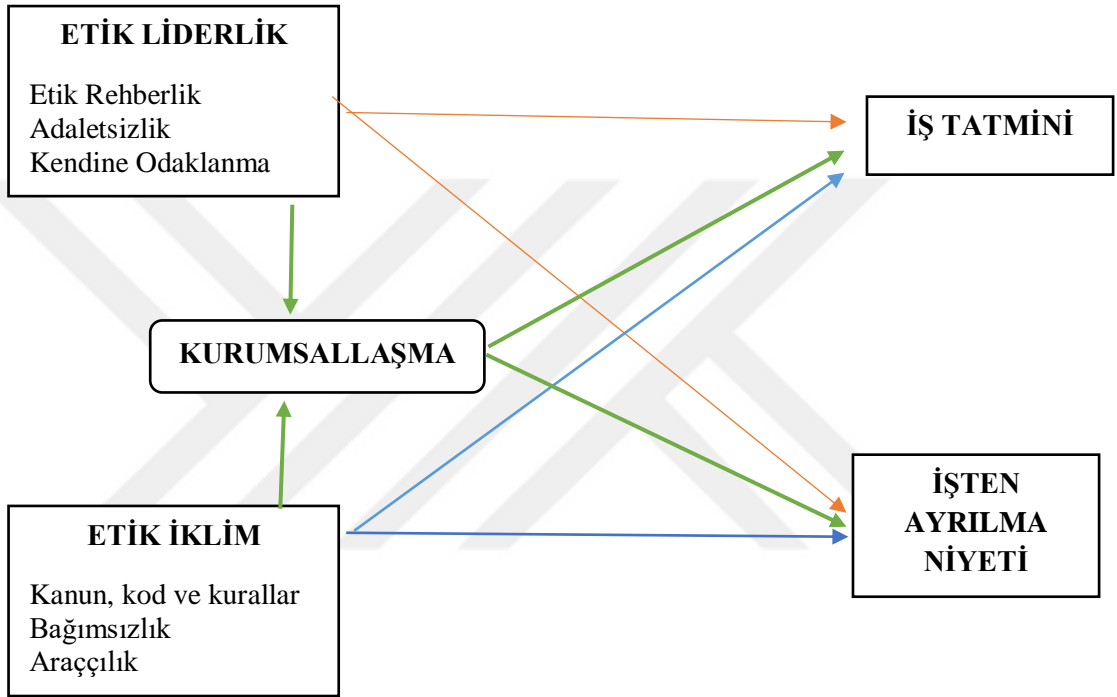 ETİK LİDERLİK
Etik Rehberlik
Adaletsizlik
Kendine Odaklanma
İŞ TATMİNİ
KURUMSALLAŞMA
ETİK İKLİM
Kanun, kod ve kurallar
Bağımsızlık
Araççılık
İŞTEN
AYRILMA
NİYETİ